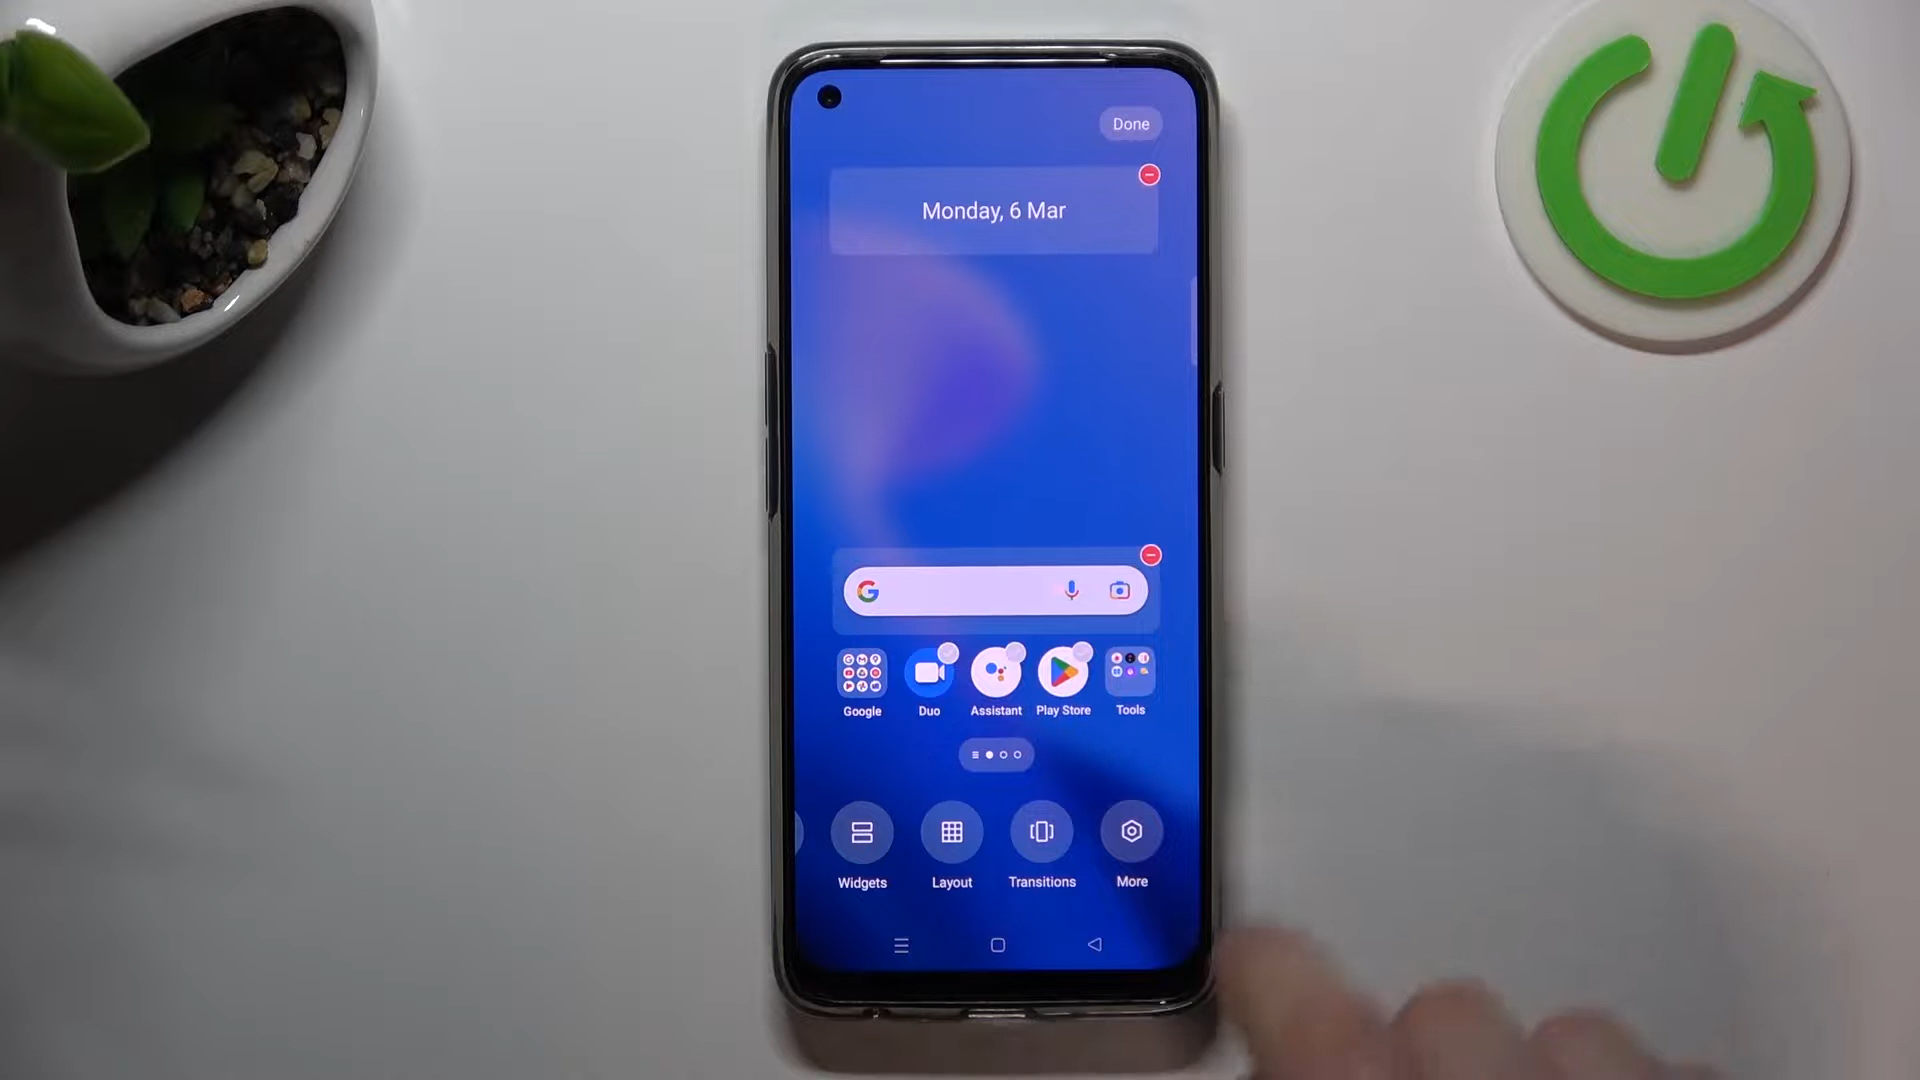 Done
Monday, 6 Mar
Google
Duo
Assistant
Play Store
Tools
Widgets
Layout
Transitions
More